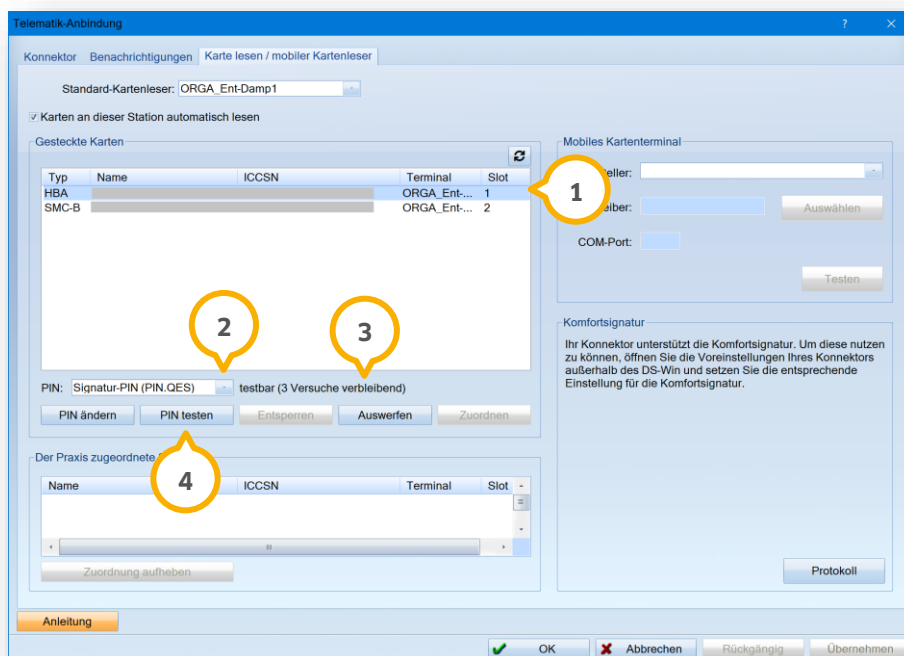 Telematik-Anbindung ? ×
Konnektor Benachrichtigungen Karte lesen / mobiler Kartenleser
Standard-Kartenleser: ORGA_Ent-Damp1
Karten an dieser Station automatisch lesen
Gesteckte Karten
Typ Name ICCSN Terminal Slot
HBA ORGA_Ent-... 1
SMC-B ORGA_Ent-... 2
1
2
3
PIN: Signatur-PIN (PIN.QES) testbar (3 Versuche verbleibend)
PIN ändern PIN testen Entsperren Auswerfen Zuordnen
4
Der Praxis zugeordnete
Name ICCSN Terminal Slot
Zuordnung aufheben
Mobiles Kartenterminal
eller:
eiber: Auswählen
COM-Port:
Testen
Komfortsignatur
Ihr Konnektor unterstützt die Komfortsignatur. Um diese nutzen
zu können, öffnen Sie die Voreinstellungen Ihres Konnektors
außerhalb des DS-Win und setzen Sie die entsprechende
Einstellung für die Komfortsignatur.
Protokoll
Anleitung
OK Abbrechen Rückgängig Übernehmen